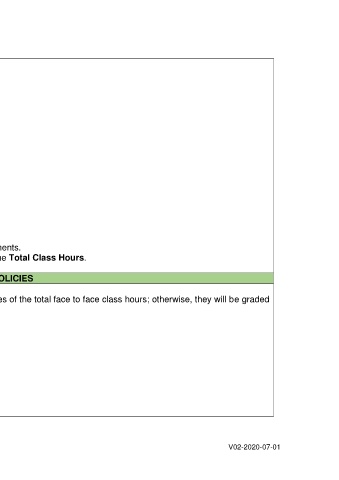 ments.
e Total Class Hours.
OLICIES
es of the total face to face class hours; otherwise, they will be graded
V02-2020-07-01